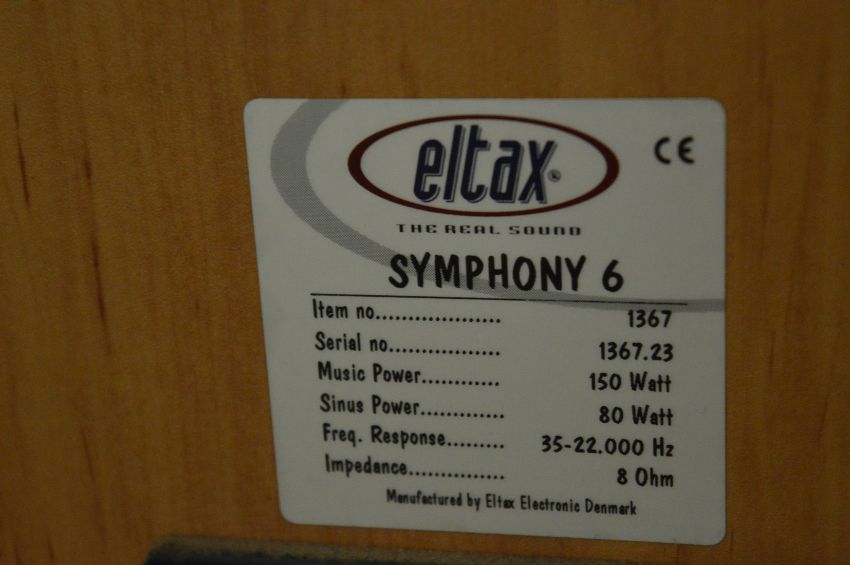 eltax®
CE
THE REAL SOUND
SYMPHONY 6
Item no................... 1367
Serial no................. 1367.23
Music Power............ 150 Watt
Sinus Power............. 80 Watt
Freq. Response......... 35-22.000 Hz
Impedance............... 8 Ohm
Manufactured by Eltax Electronic Denmark